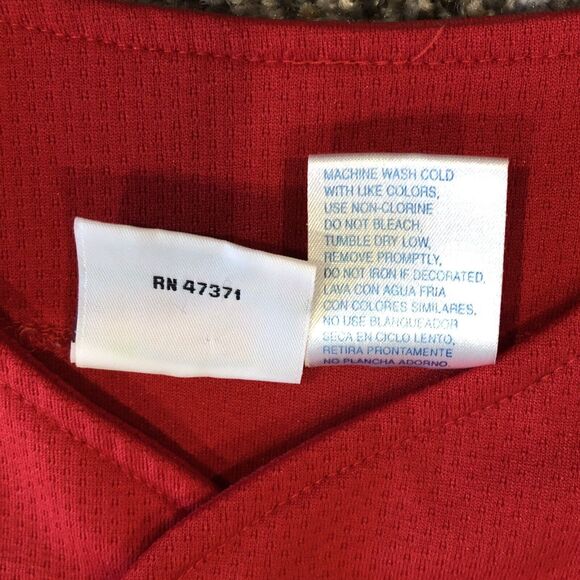 RN 47371
MACHINE WASH COLD
WITH LIKE COLORS,
USE NON-CLORINE
DO NOT BLEACH,
TUMBLE DRY LOW,
REMOVE PROMPTLY,
DO NOT IRON IF DECORATED.
LAVA CON AGUA FRIA
CON COLORES SIMILARES.
NO USE BLANQUEADOR
SECA EN CICLO LENTO,
RETIRA PRONTAMENTE
NO PLANCHA ADORNO.